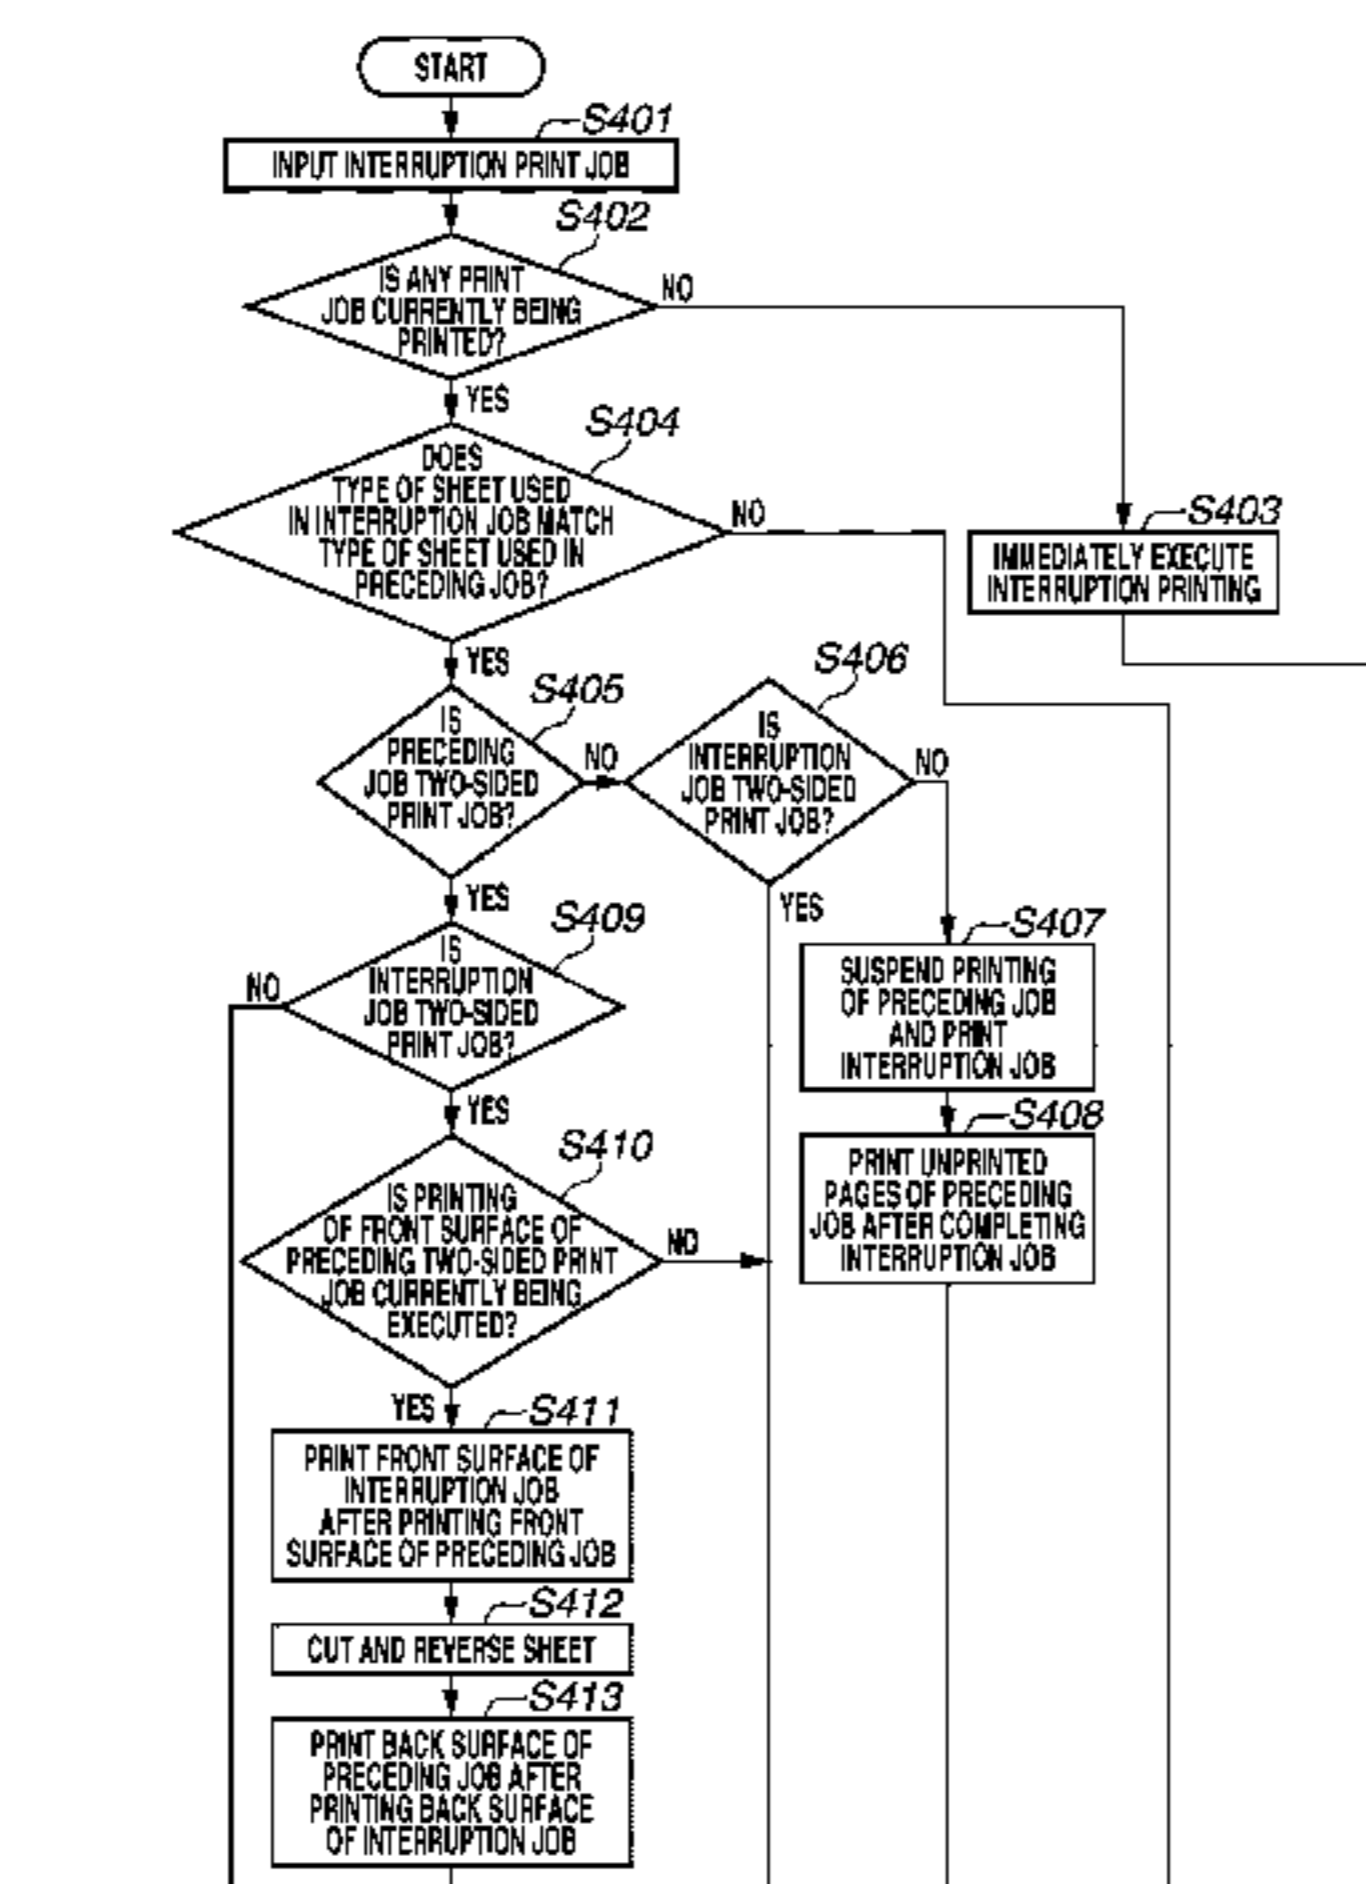 START
S401
INPUT INTERRUPTION PRINT JOB
S402
IS ANY PRINT
JOB CURRENTLY BEING
PRINTED?
NO
YES
S404
DOES
TYPE OF SHEET USED
IN INTERRUPTION JOB MATCH
TYPE OF SHEET USED IN
PRECEDING JOB?
NO
S403
IMMEDIATELY EXECUTE
INTERRUPTION PRINTING
YES
S405
IS
PRECEDING
JOB TWO-SIDED
PRINT JOB?
NO
S406
IS
INTERRUPTION
JOB TWO-SIDED
PRINT JOB?
NO
YES
YES
S409
IS
INTERRUPTION
JOB TWO-SIDED
PRINT JOB?
NO
S407
SUSPEND PRINTING
OF PRECEDING JOB
AND PRINT
INTERRUPTION JOB
YES
S408
PRINT UNPRINTED
PAGES OF PRECEDING
JOB AFTER COMPLETING
INTERRUPTION JOB
S410
IS PRINTING
OF FRONT SURFACE OF
PRECEDING TWO-SIDED PRINT
JOB CURRENTLY BEING
EXECUTED?
NO
YES
S411
PRINT FRONT SURFACE OF
INTERRUPTION JOB
AFTER PRINTING FRONT
SURFACE OF PRECEDING JOB
S412
CUT AND REVERSE SHEET
S413
PRINT BACK SURFACE OF
PRECEDING JOB AFTER
PRINTING BACK SURFACE
OF INTERRUPTION JOB